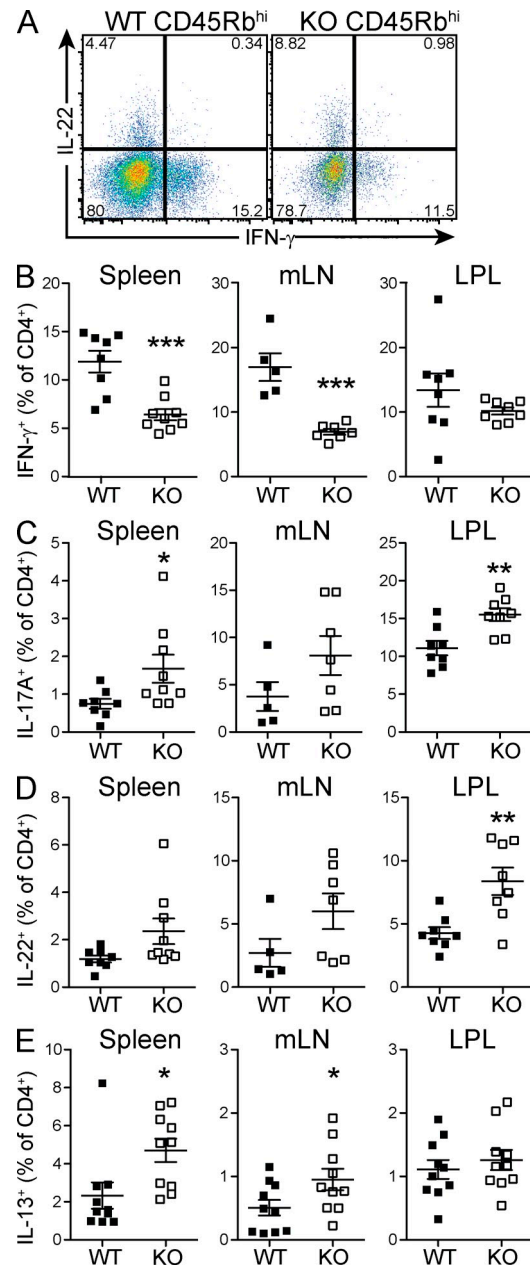 A
WT CD45Rbhi KO CD45Rbhi
4.47 0.34 8.82 0.98
IL-22
80 15.2 78.7 11.5
IFN-γ
B
Spleen mLN LPL
IFN-γ+ (% of CD4+)
20 30 30
15 20 20
10 10 10
5
0 0 0
*** ***
WT KO WT KO WT KO
C
Spleen mLN LPL
IL-17A+ (% of CD4+)
5 20 25
4 15 20
3 10 15
2 5 10
1 5
0 0 0
* **
WT KO WT KO WT KO
D
Spleen mLN LPL
IL-22+ (% of CD4+)
8 15 15
6 10 10
4 5 5
2
0 0 0
**
WT KO WT KO WT KO
E
Spleen mLN LPL
IL-13+ (% of CD4+)
10 3 3
8 2 2
6 1 1
4
2
0 0 0
* *
WT KO WT KO WT KO